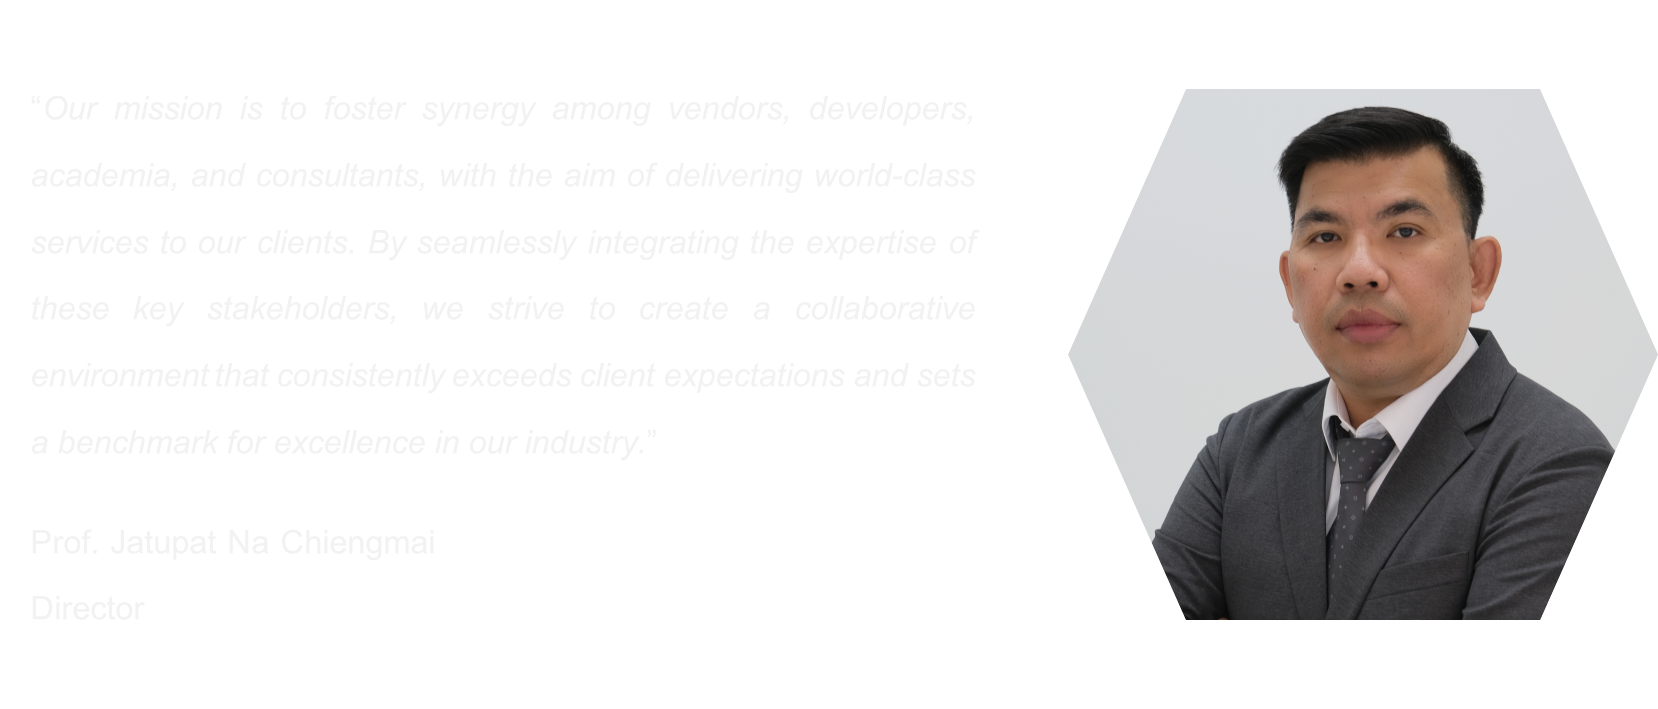 “Our mission is to foster synergy among vendors, developers,
academia, and consultants, with the aim of delivering world-class
services to our clients. By seamlessly integrating the expertise of
these key stakeholders, we strive to create a collaborative
environment that consistently exceeds client expectations and sets
a benchmark for excellence in our industry.”
Prof. Jatupat Na Chiengmai
Director